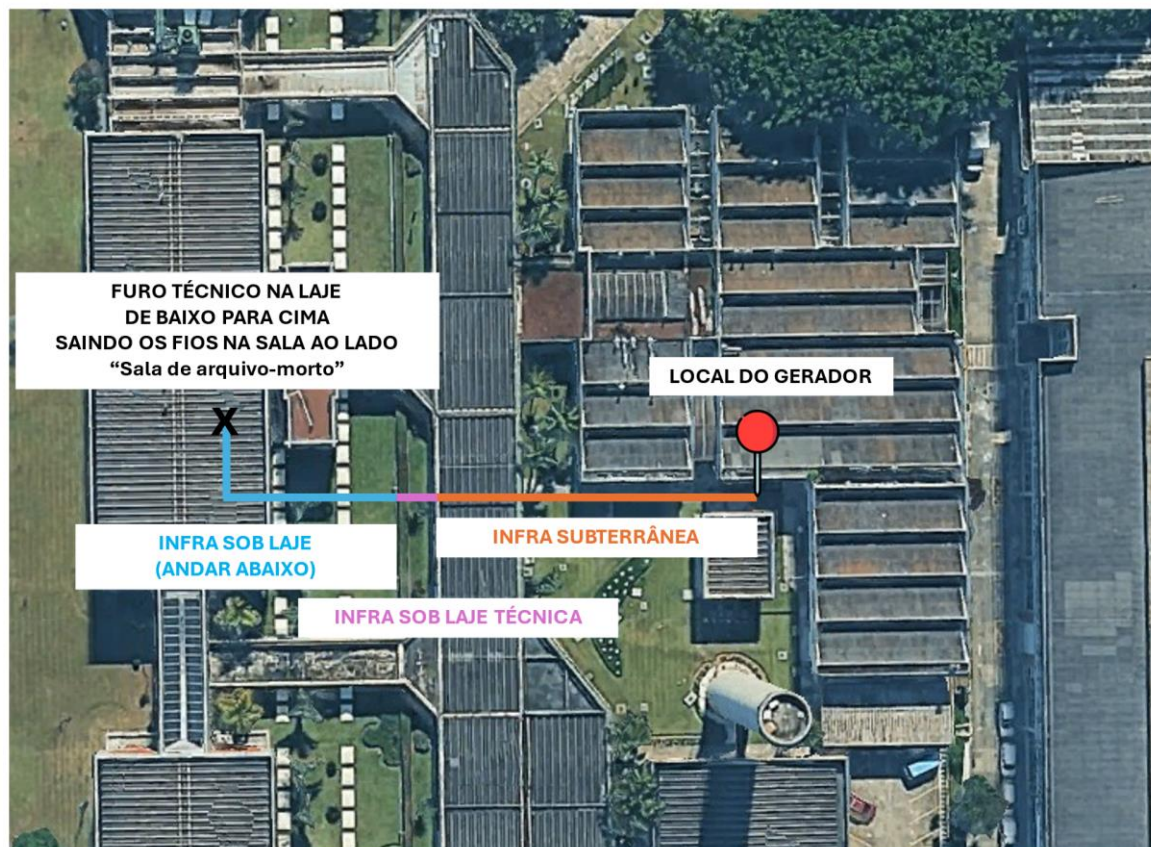 FURO TÉCNICO NA LAJE
DE BAIXO PARA CIMA
SAINDO OS FIOS NA SALA AO LADO
“Sala de arquivo-morto”
LOCAL DO GERADOR
X
INFRA SOB LAJE
(ANDAR ABAIXO)
INFRA SUBTERRÂNEA
INFRA SOB LAJE TÉCNICA